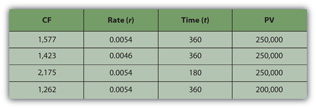 CF Rate (r) Time (t) PV
1,577 0.0054 360 250,000
1,423 0.0046 360 250,000
2,175 0.0054 180 250,000
1,262 0.0054 360 200,000